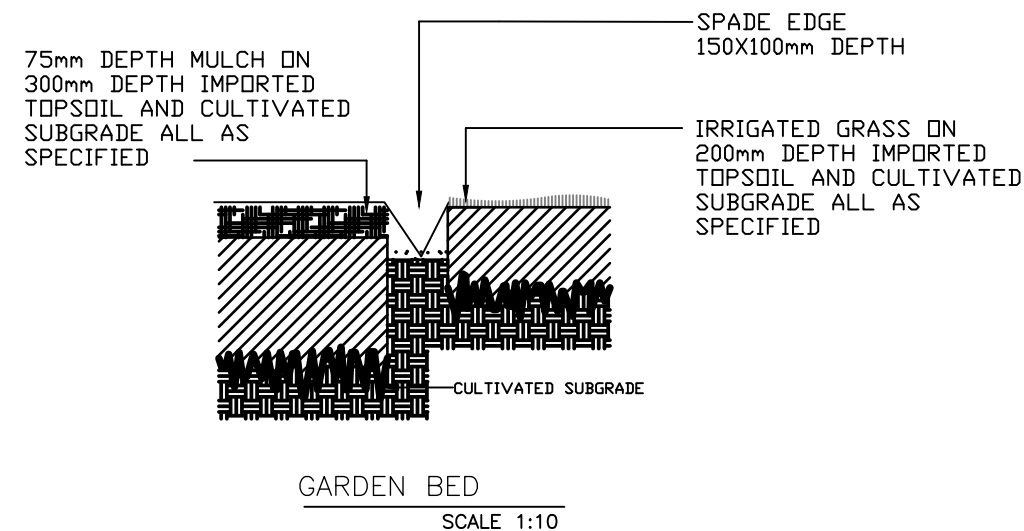 75mm DEPTH MULCH ON
300mm DEPTH IMPORTED
TOPSOIL AND CULTIVATED
SUBGRADE ALL AS
SPECIFIED
SPADE EDGE
150X100mm DEPTH
IRRIGATED GRASS ON
200mm DEPTH IMPORTED
TOPSOIL AND CULTIVATED
SUBGRADE ALL AS
SPECIFIED
CULTIVATED SUBGRADE
GARDEN BED
SCALE 1:10